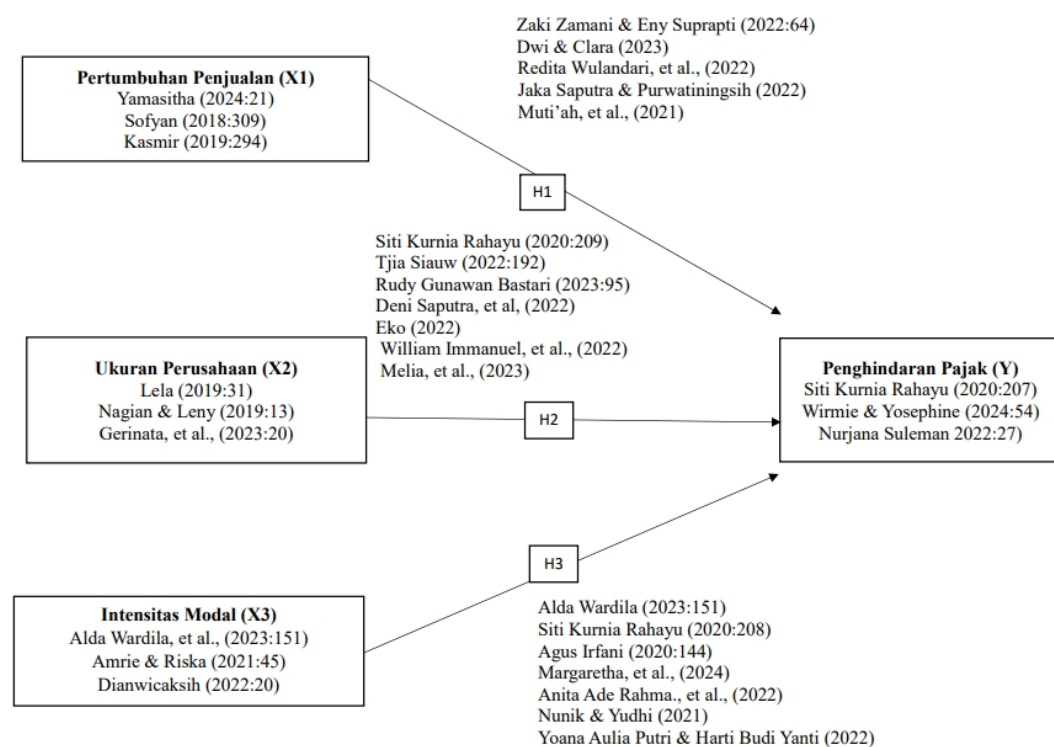 Zaki Zamani & Eny Suprapti (2022:64)
Dwi & Clara (2023)
Redita Wulandari, et al., (2022)
Jaka Saputra & Purwatiningsih (2022)
Muti’ah, et al., (2021)
Pertumbuhan Penjualan (X1)
Yamasitha (2024:21)
Sofyan (2018:309)
Kasmir (2019:294)
H1
Siti Kurnia Rahayu (2020:209)
Tjia Siauw (2022:192)
Rudy Gunawan Bastari (2023:95)
Deni Saputra, et al, (2022)
Eko (2022)
William Immanuel, et al., (2022)
Melia, et al., (2023)
Ukuran Perusahaan (X2)
Lela (2019:31)
Nagian & Leny (2019:13)
Gerinata, et al., (2023:20)
H2
Penghindaran Pajak (Y)
Siti Kurnia Rahayu (2020:207)
Wirmie & Yosephine (2024:54)
Nurjana Suleman 2022:27)
H3
Intensitas Modal (X3)
Alda Wardila, et al., (2023:151)
Amrie & Riska (2021:45)
Dianwicaksih (2022:20)
Alda Wardila (2023:151)
Siti Kurnia Rahayu (2020:208)
Agus Irfani (2020:144)
Margaretha, et al., (2024)
Anita Ade Rahma., et al., (2022)
Nunik & Yudhi (2021)
Yoana Aulia Putri & Harti Budi Yanti (2022)